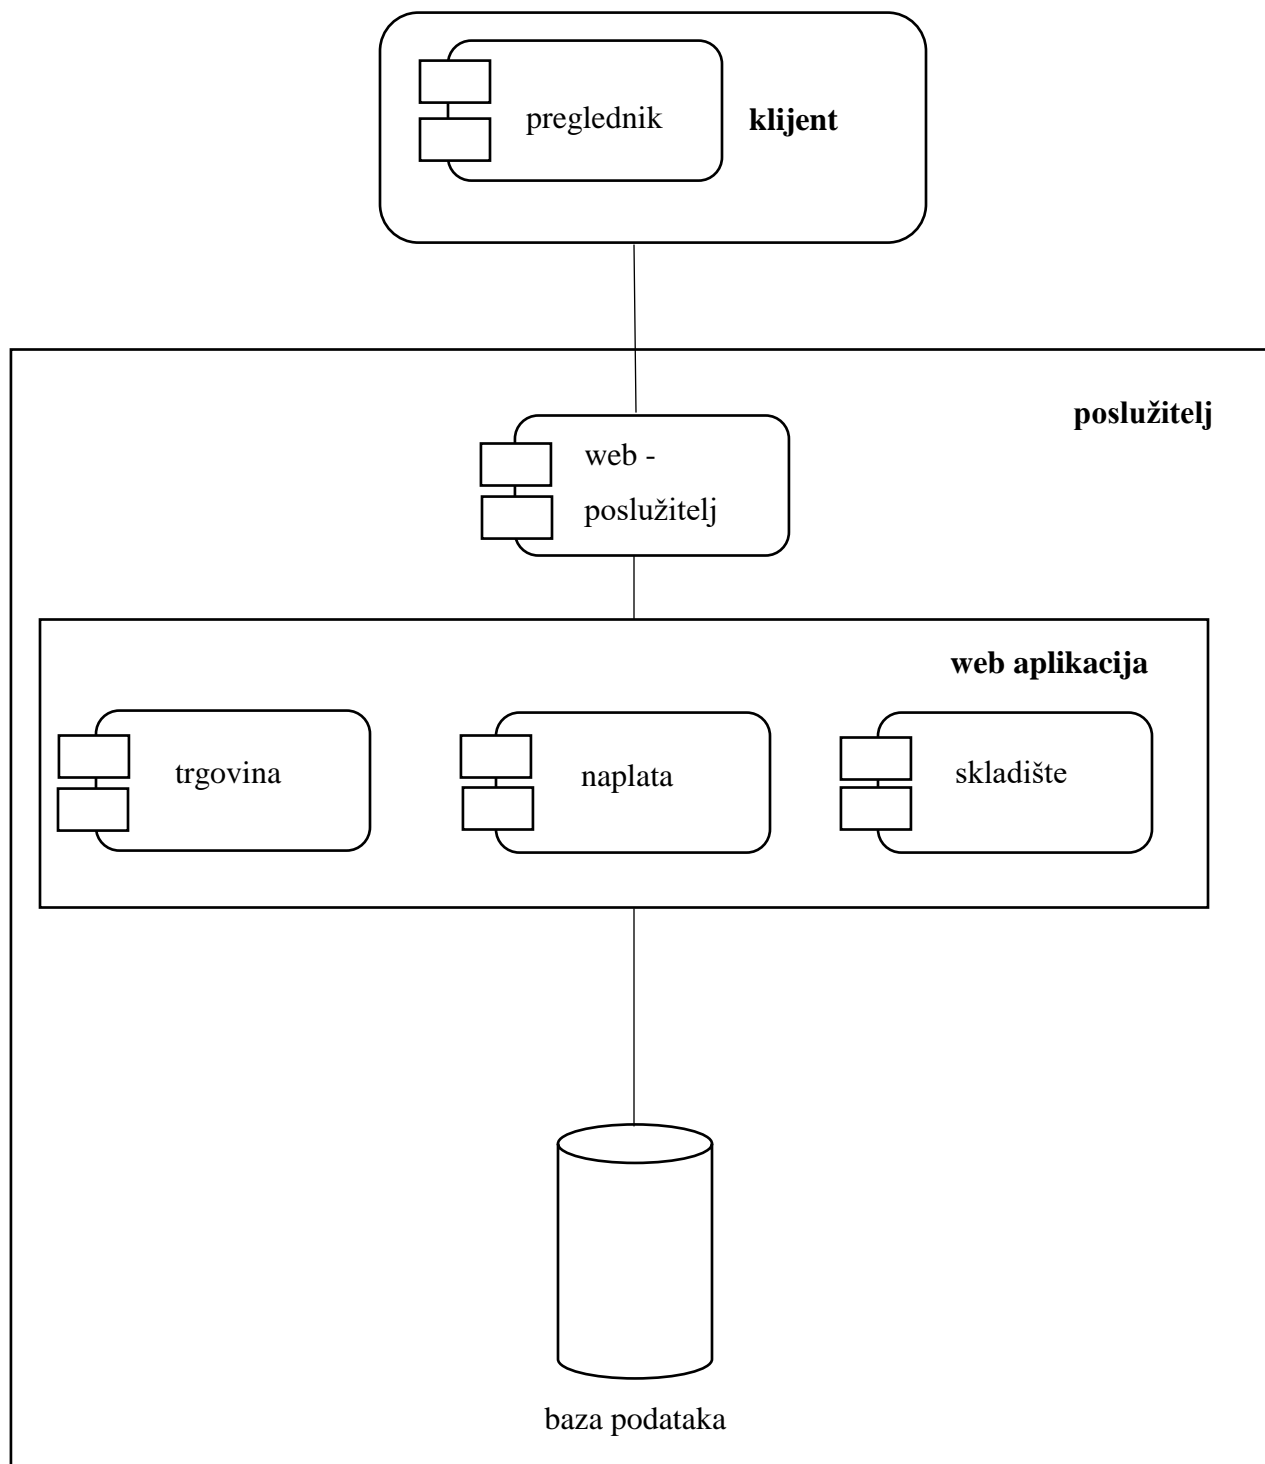 preglednik
klijent
poslužitelj
web -
poslužitelj
web aplikacija
trgovina
naplata
skladište
baza podataka